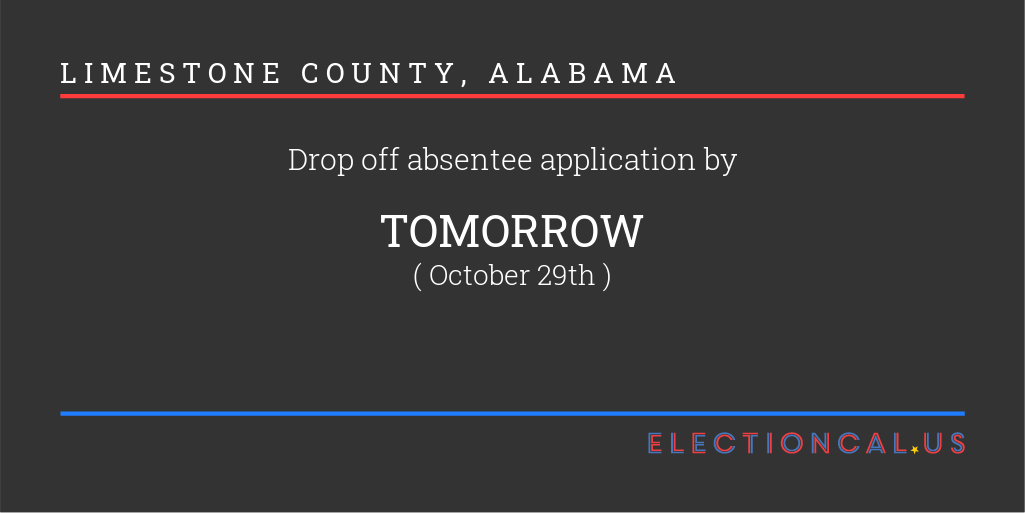 LIMESTONE COUNTY, ALABAMA
Drop off absentee application by
TOMORROW
( October 29th )
ELECTIONCAL.US